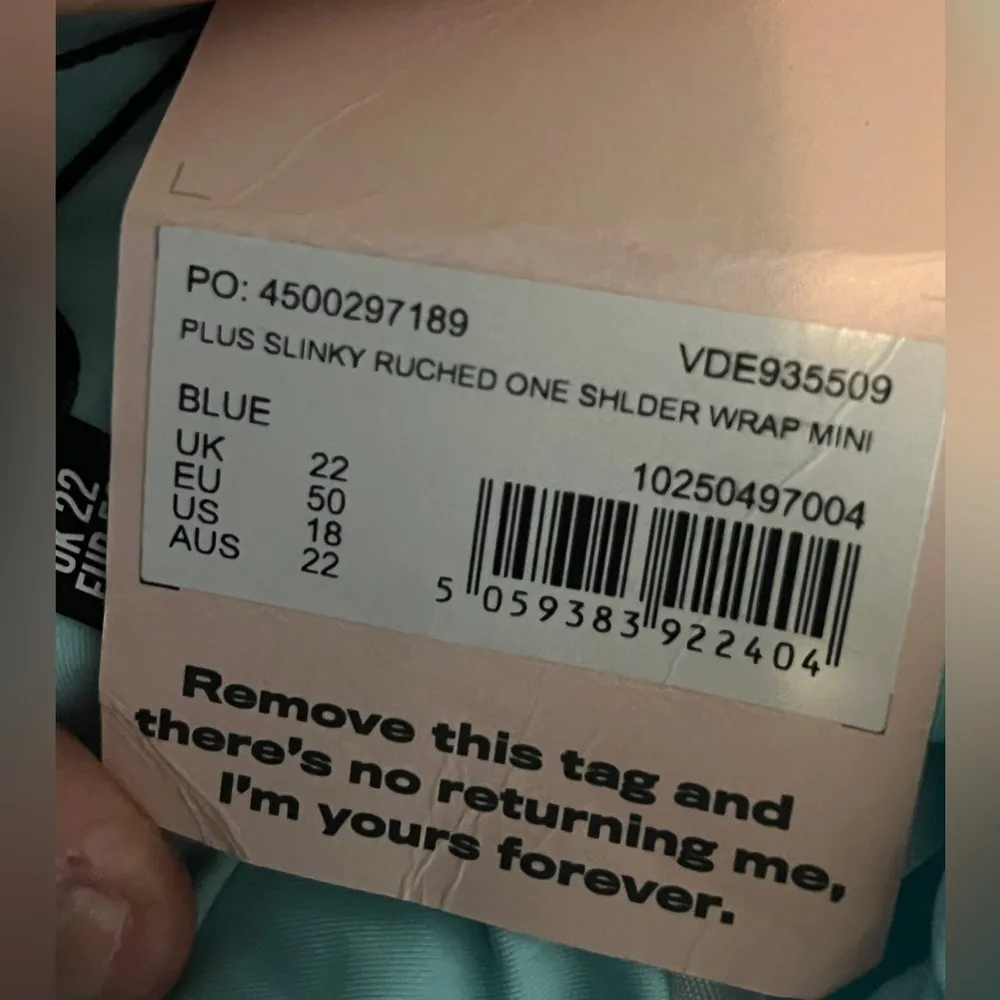 PO: 4500297189
VDE935509
PLUS SLINKY RUCHED ONE SHLDER WRAP MINI
BLUE
10250497004
UK 22
EU 50
US 18
AUS 22
5 059383 922404
Remove this tag and
there's no returning me,
I'm yours forever.
UK 22